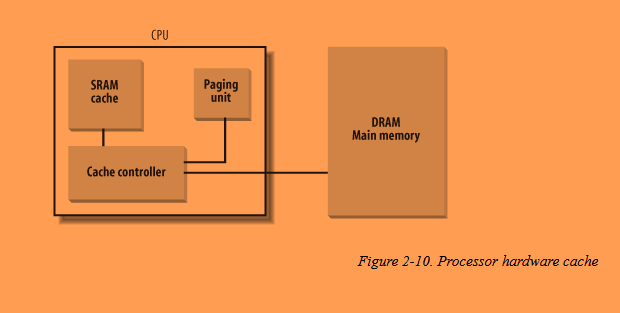 CPU
SRAM
cache
Paging
unit
Cache controller
DRAM
Main memory
Figure 2-10. Processor hardware cache